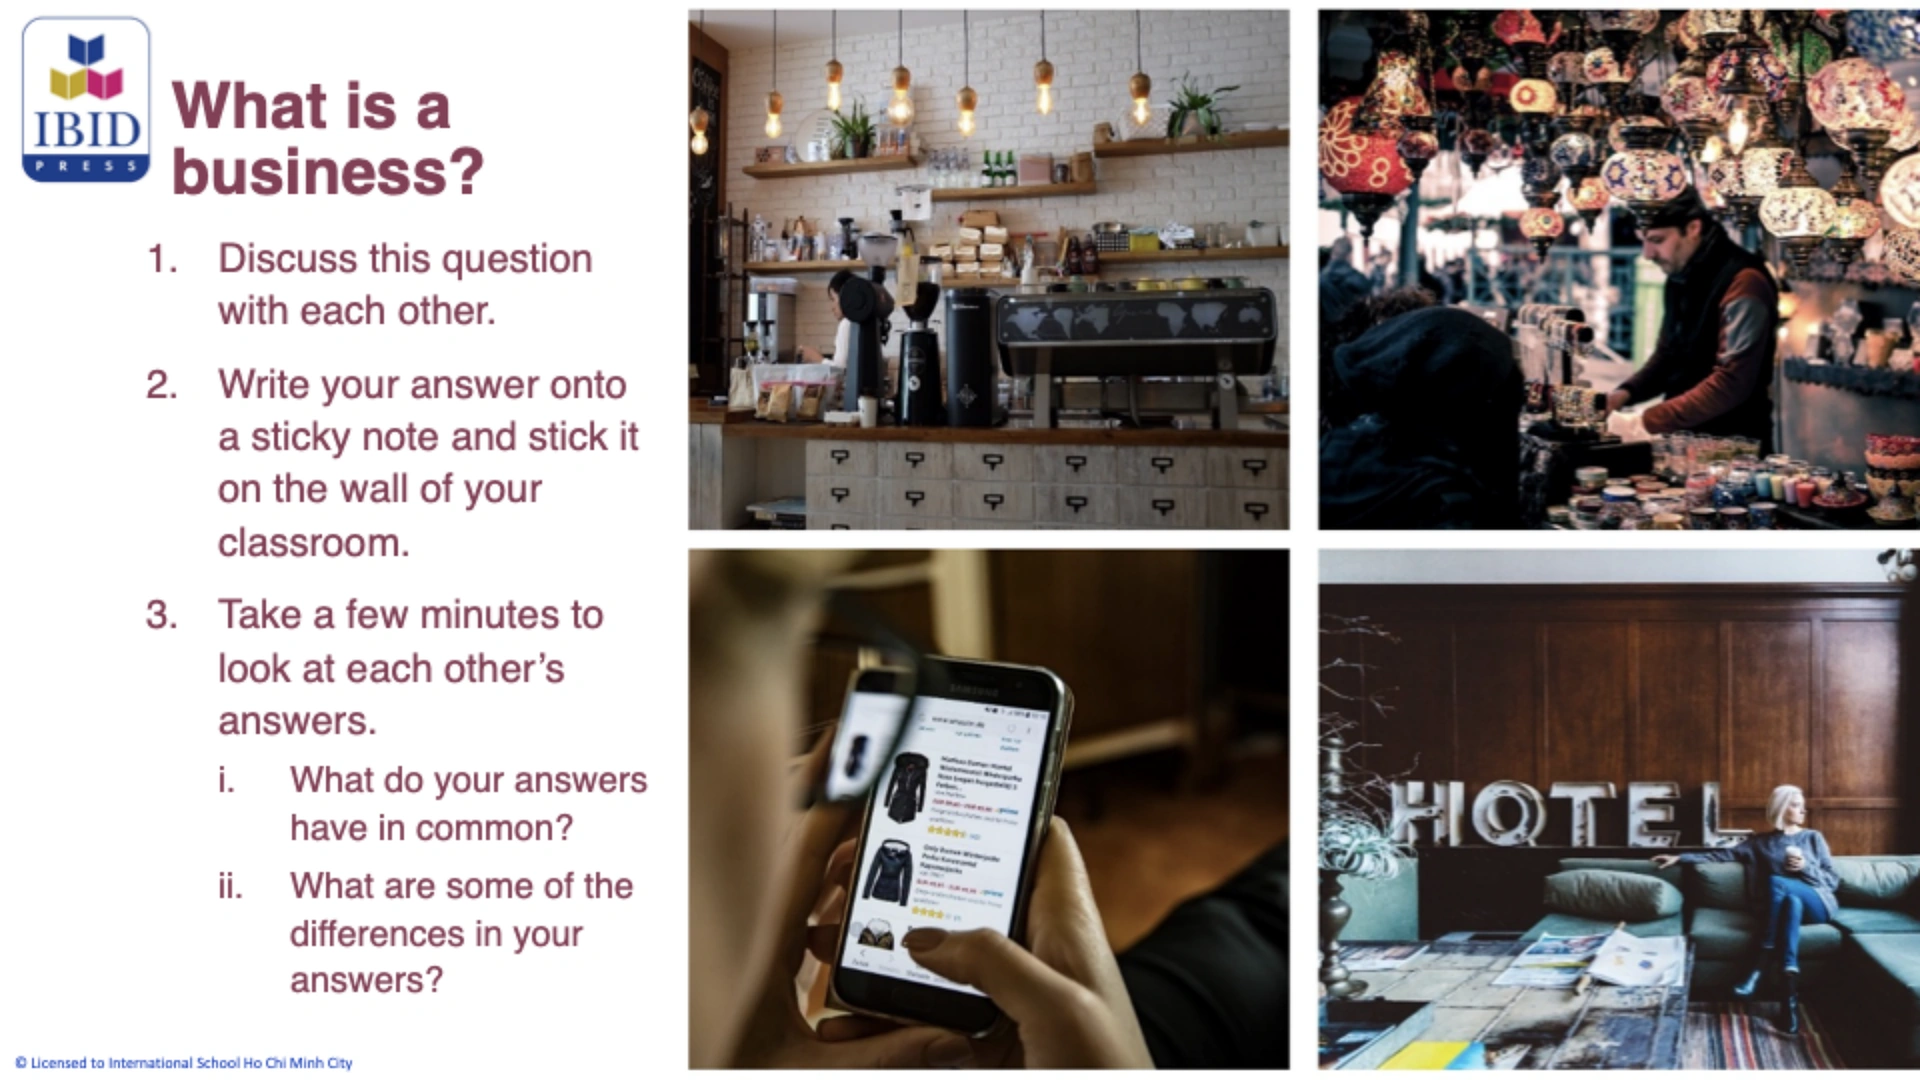 IBID
PRESS
What is a
business?
1. Discuss this question
with each other.
2. Write your answer onto
a sticky note and stick it
on the wall of your
classroom.
3. Take a few minutes to
look at each other's
answers.
i. What do your answers
have in common?
ii. What are some of the
differences in your
answers?
© Licensed to International School Ho Chi Minh City
SAMSUNG
HOTEL